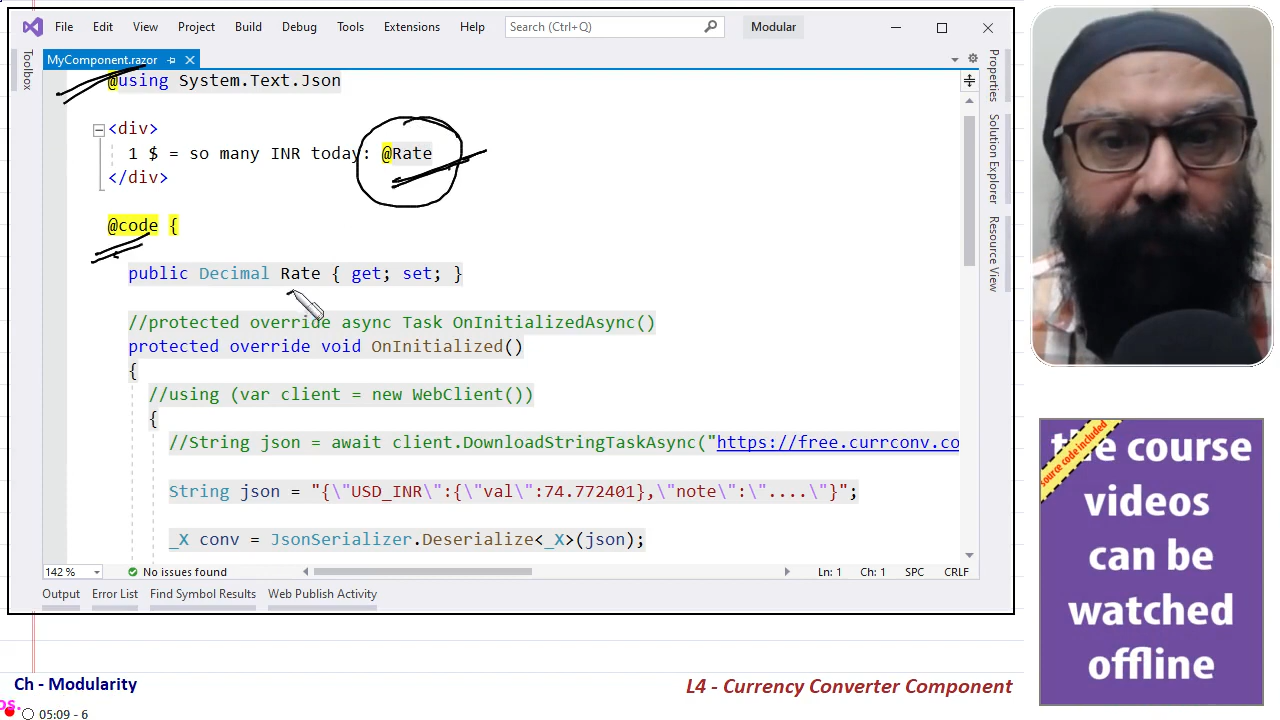 File Edit View Project Build Debug Tools Extensions Help Search (Ctrl+Q) Modular
Toolbox
MyComponent.razor
@using System.Text.Json
<div>
1 $ = so many INR today: @Rate
</div>
@code {
public Decimal Rate { get; set; }
//protected override async Task OnInitializedAsync()
protected override void OnInitialized()
{
//using (var client = new WebClient())
{
//String json = await client.DownloadStringTaskAsync("https://free.currconv.co
String json = "{\"USD_INR\":{\"val\":74.772401},\"note\":\"....\"}";
_X conv = JsonSerializer.Deserialize<_X>(json);
142 % No issues found Ln: 1 Ch: 1 SPC CRLF
Output Error List Find Symbol Results Web Publish Activity
Properties
Solution Explorer
Resource View
source code included
the course
videos
can be
watched
offline
Ch - Modularity
L4 - Currency Converter Component
os.
05:09 - 6